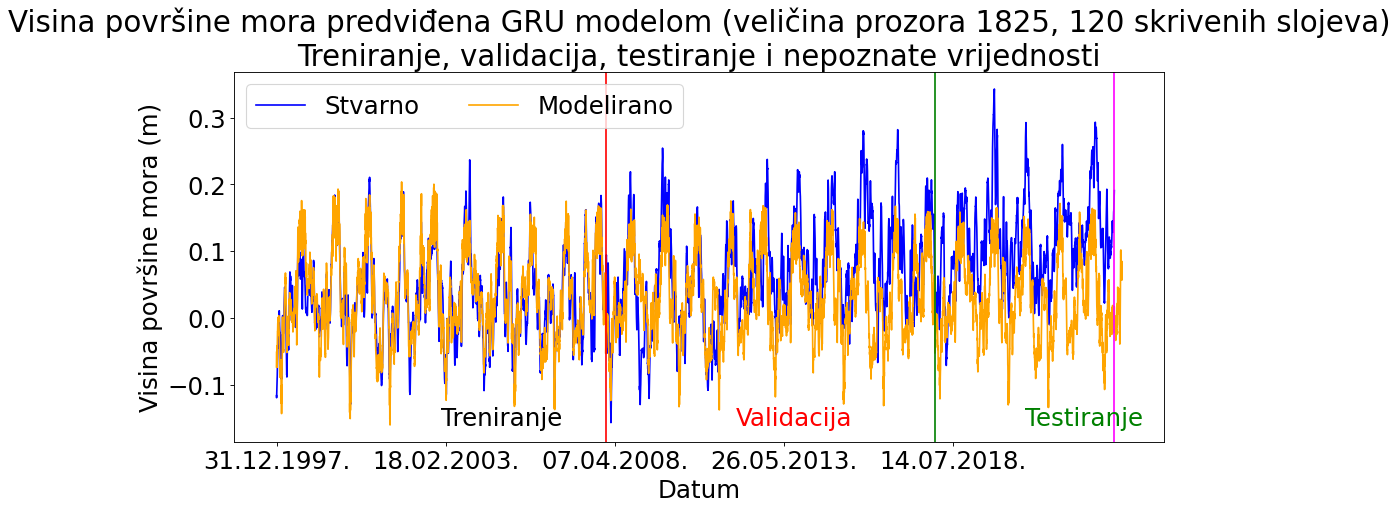 Visina površine mora predviđena GRU modelom (veličina prozora 1825, 120 skrivenih slojeva)
Treniranje, validacija, testiranje i nepoznate vrijednosti
Stvarno Modelirano
Visina površine mora (m)
0.3
0.2
0.1
0.0
−0.1
Treniranje Validacija Testiranje
31.12.1997. 18.02.2003. 07.04.2008. 26.05.2013. 14.07.2018.
Datum